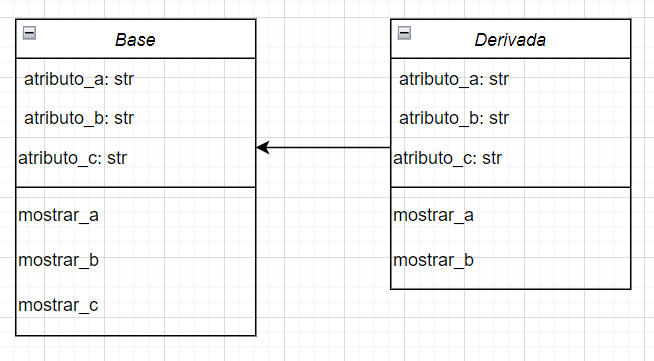 Base
atributo_a: str
atributo_b: str
atributo_c: str
mostrar_a
mostrar_b
mostrar_c
Derivada
atributo_a: str
atributo_b: str
atributo_c: str
mostrar_a
mostrar_b